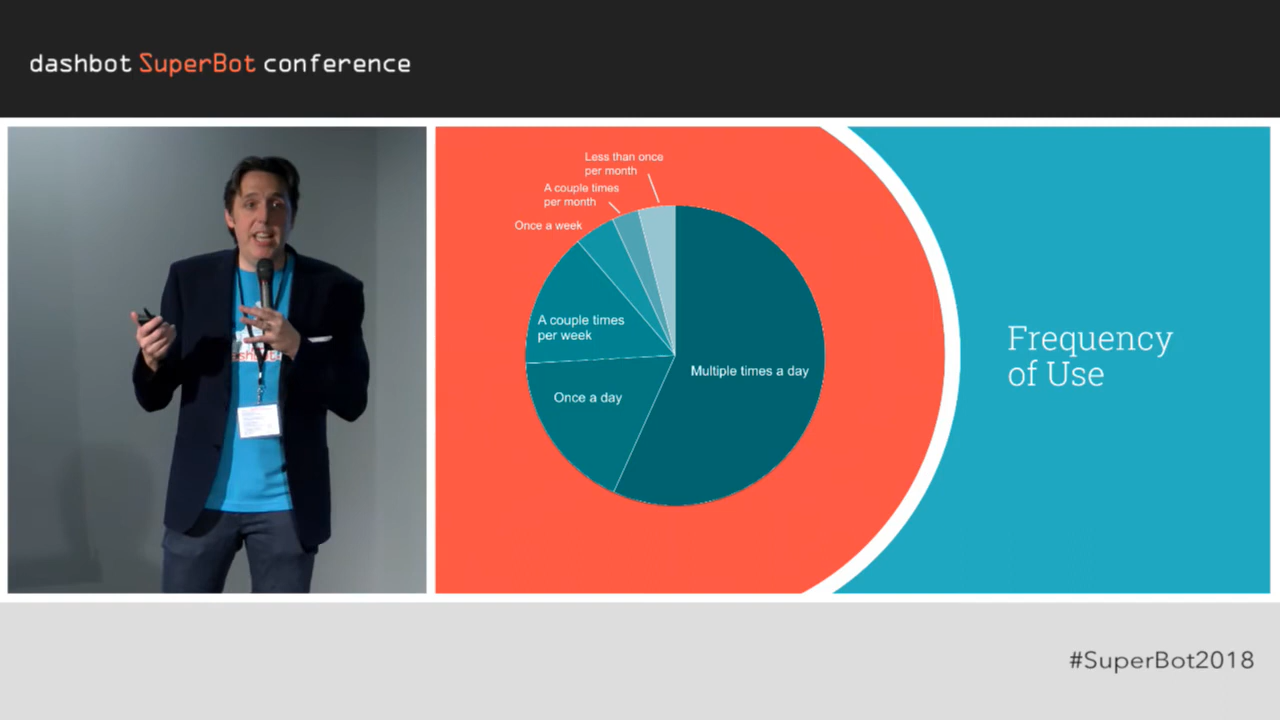 dashbot SuperBot conference
Less than once
per month
A couple times
per month
Once a week
A couple times
per week
Multiple times a day
Once a day
Frequency
of Use
#SuperBot2018